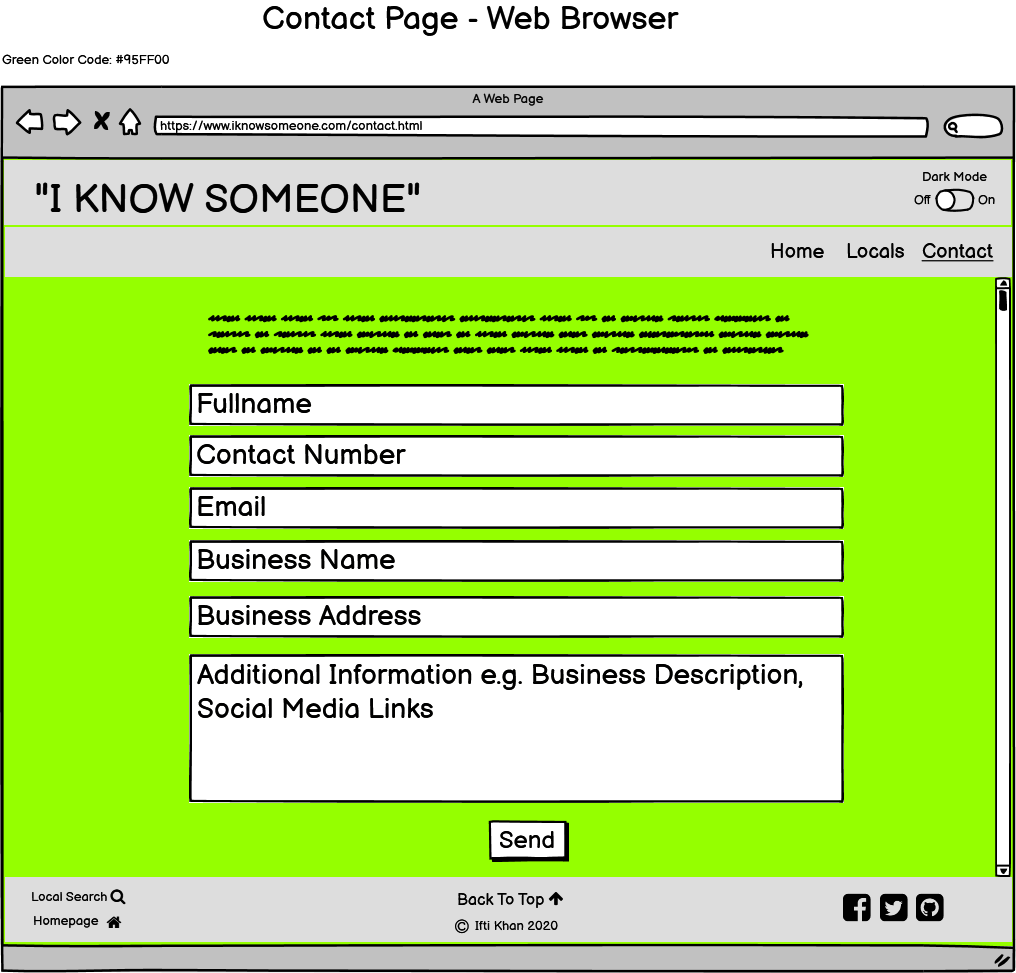 Contact Page - Web Browser
Green Color Code: #95FF00
A Web Page
https://www.iknowsomeone.com/contact.html
"I KNOW SOMEONE"
Dark Mode
Off On
Home Locals Contact
Fullname
Contact Number
Email
Business Name
Business Address
Additional Information e.g. Business Description,
Social Media Links
Send
Local Search
Homepage
Back To Top
© Ifti Khan 2020